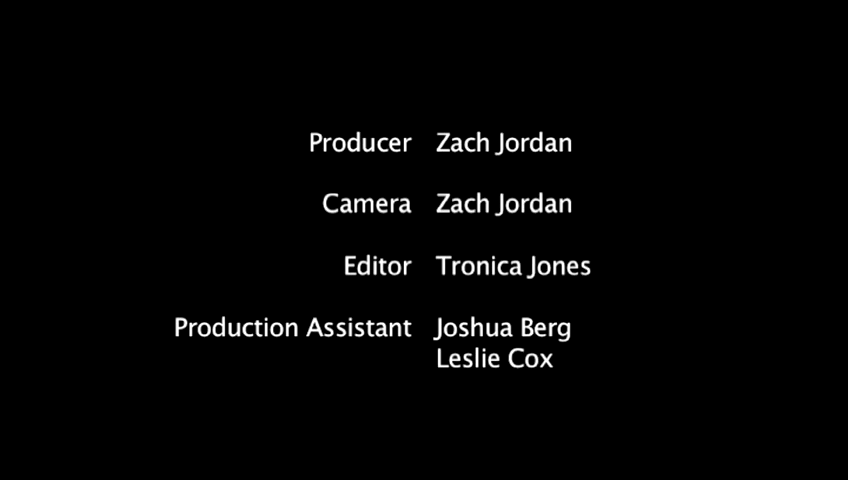 Producer Zach Jordan
Camera Zach Jordan
Editor Tronica Jones
Production Assistant Joshua Berg
Leslie Cox